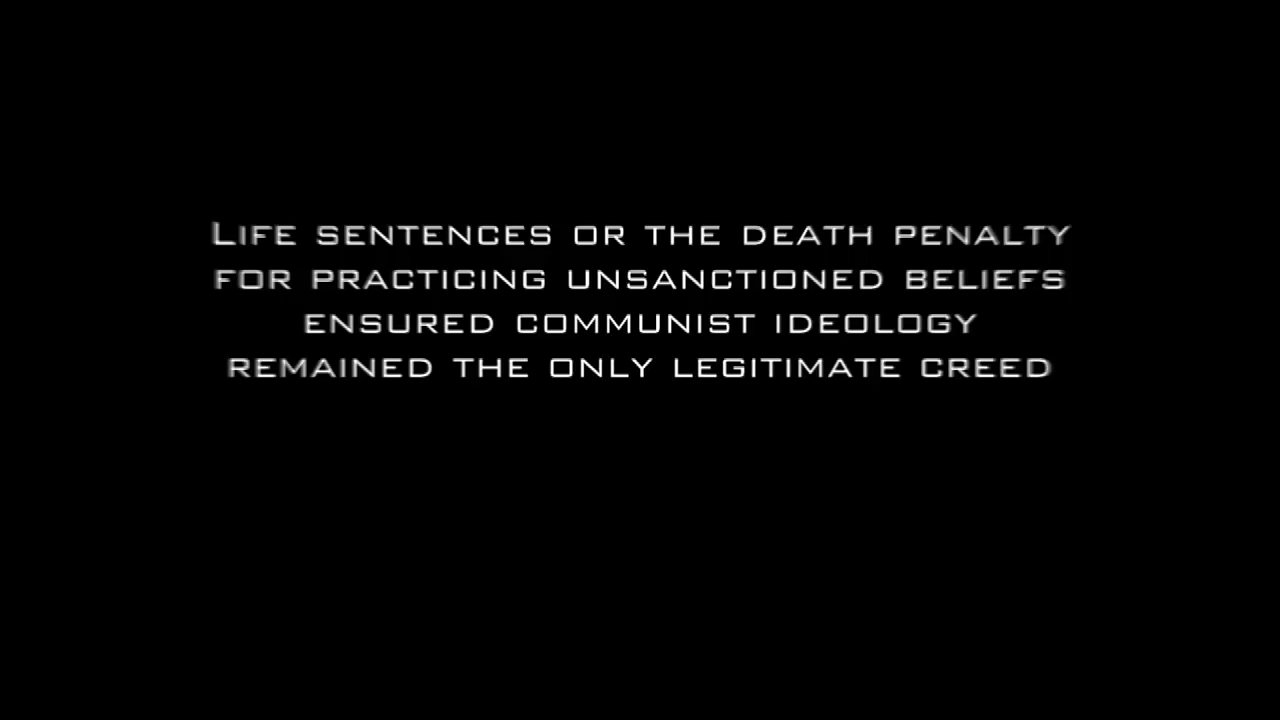 Life sentences or the death penalty
for practicing unsanctioned beliefs
ensured communist ideology
remained the only legitimate creed